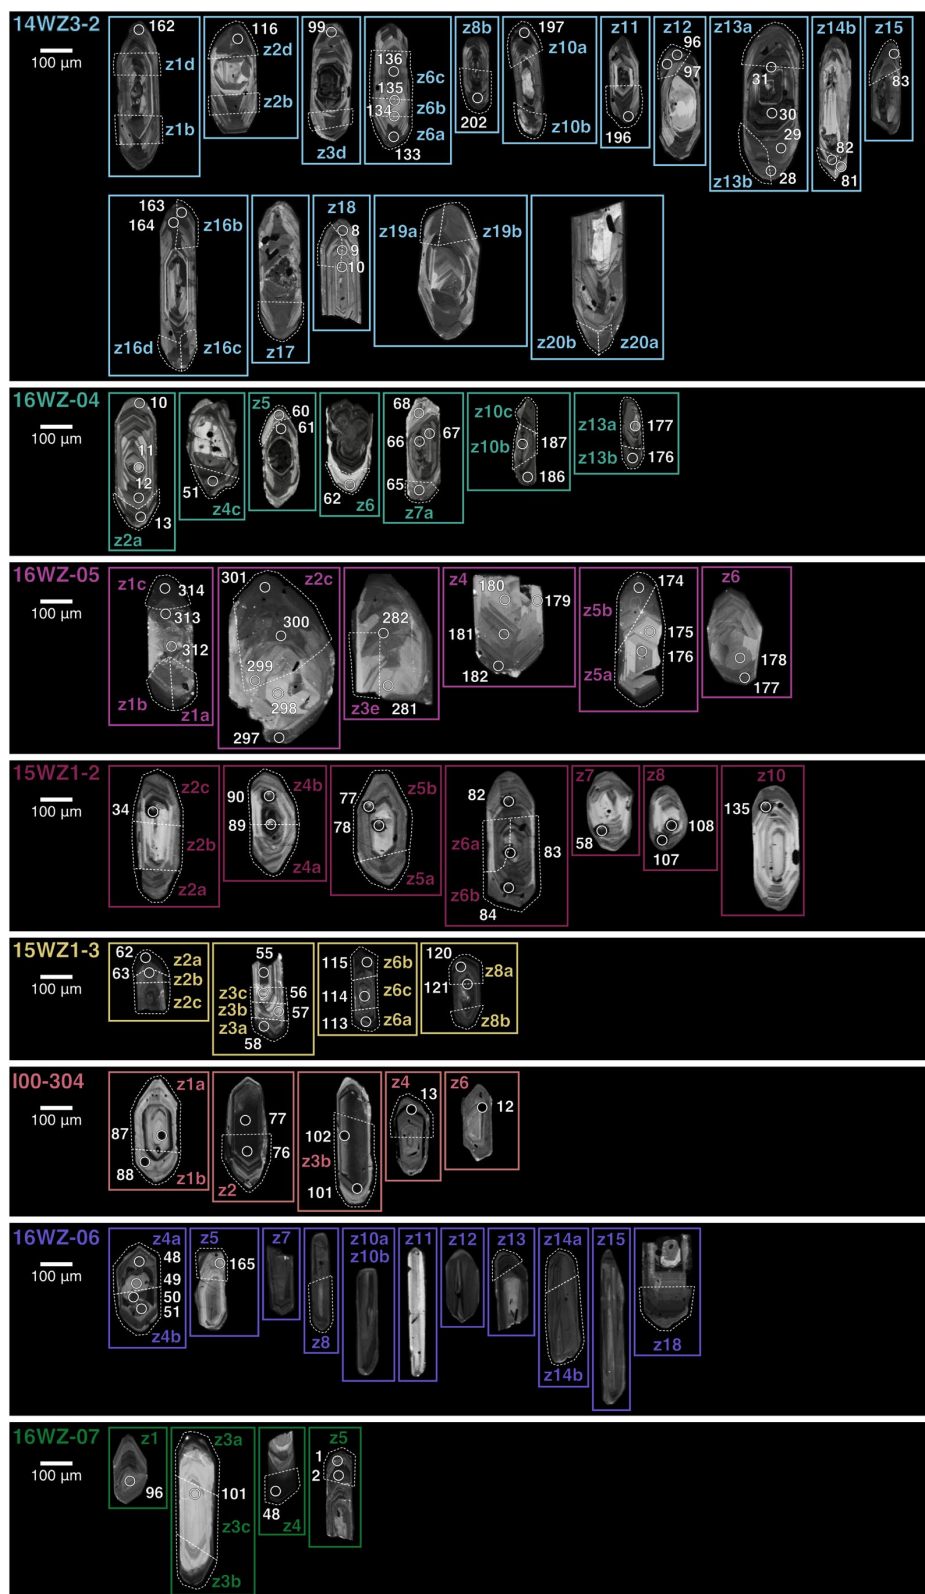 14WZ3-2
100 µm
162
z1d
z1b
116
z2d
z2b
99
z3d
136
135
134
133
z6c
z6b
z6a
z8b
202
197
z10a
z10b
z11
196
z12
96
97
z13a
31
30
29
28
z13b
z14b
82
81
z15
83
163
164
z16b
z16d
z16c
z17
z18
8
9
10
z19a
z19b
z20b
z20a
16WZ-04
100 µm
10
11
12
13
z2a
51
z4c
z5
60
61
62
z6
68
67
66
65
z7a
z10c
z10b
187
186
z13a
177
z13b
176
16WZ-05
100 µm
z1c
314
313
312
z1b
z1a
301
z2c
300
299
298
297
282
z3e
281
z4
180
179
181
182
174
z5b
175
176
z5a
z6
178
177
15WZ1-2
100 µm
z2c
34
z2b
z2a
90
z4b
89
z4a
77
z5b
78
z5a
82
z6a
83
z6b
84
z7
58
z8
108
107
z10
135
15WZ1-3
100 µm
62
z2a
63
z2b
z2c
55
z3c
56
z3b
57
z3a
58
115
z6b
114
z6c
113
z6a
120
z8a
121
z8b
I00-304
100 µm
z1a
87
88
z1b
77
76
z2
102
z3b
101
z4
13
z6
12
16WZ-06
100 µm
z4a
48
49
50
51
z4b
z5
165
z7
z8
z10a
z10b
z11
z12
z13
z14a
z14b
z15
z18
16WZ-07
100 µm
z1
96
z3a
101
z3c
z3b
48
z4
z5
1
2